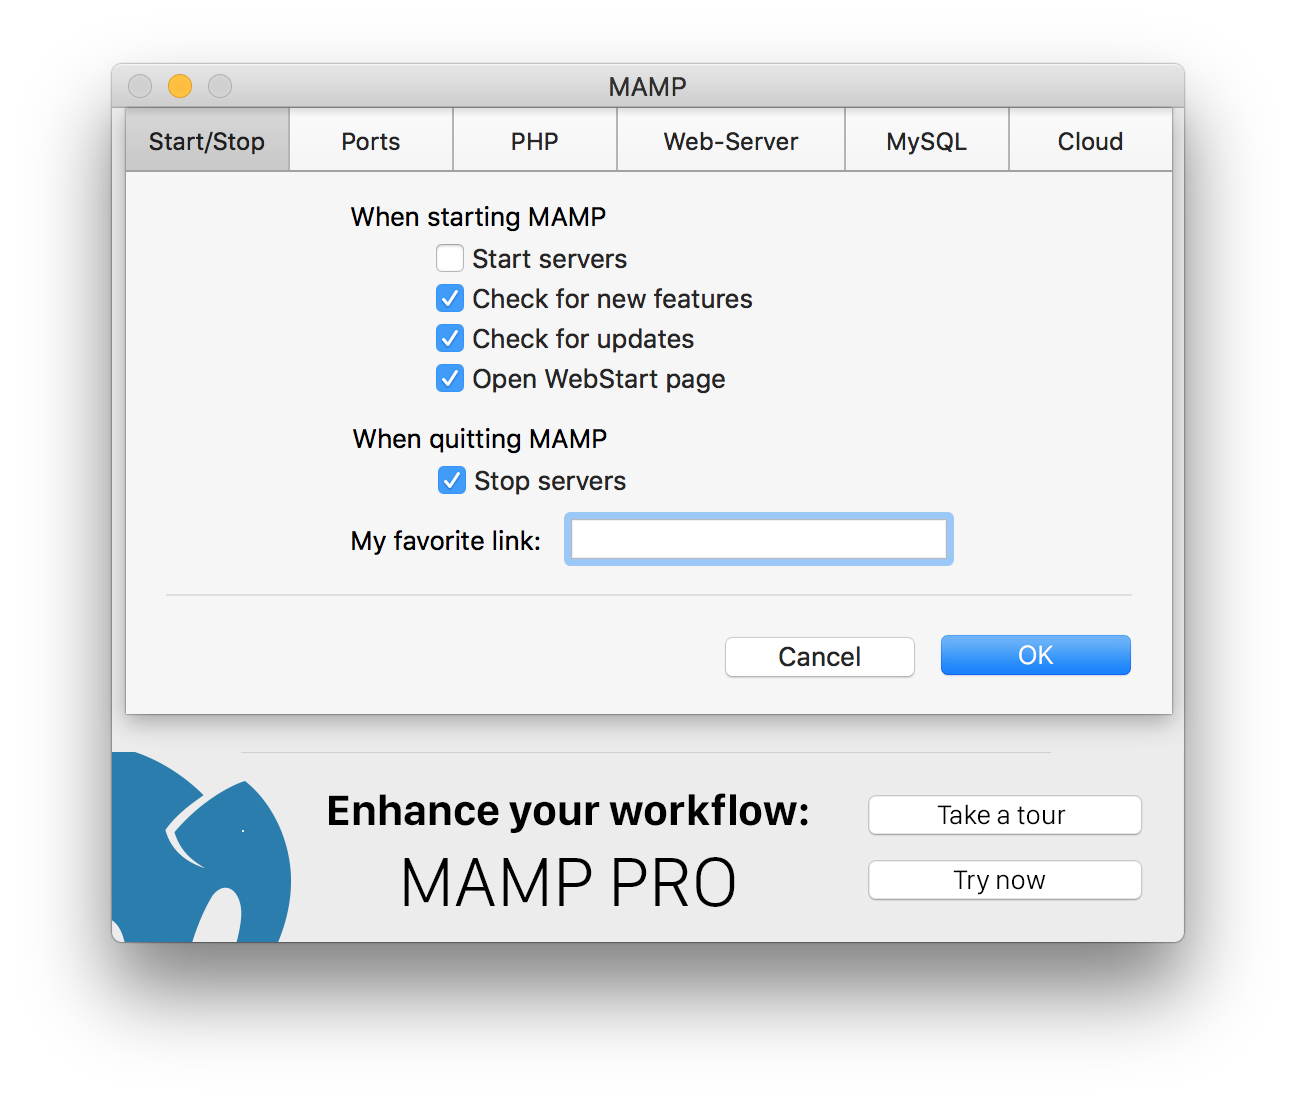 MAMP
Start/Stop Ports PHP Web-Server MySQL Cloud
When starting MAMP
Start servers
Check for new features
Check for updates
Open WebStart page
When quitting MAMP
Stop servers
My favorite link:
Cancel OK
Enhance your workflow:
MAMP PRO
Take a tour
Try now